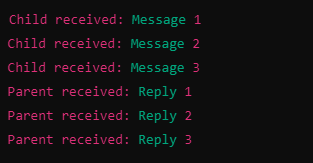 Child received: Message 1
Child received: Message 2
Child received: Message 3
Parent received: Reply 1
Parent received: Reply 2
Parent received: Reply 3